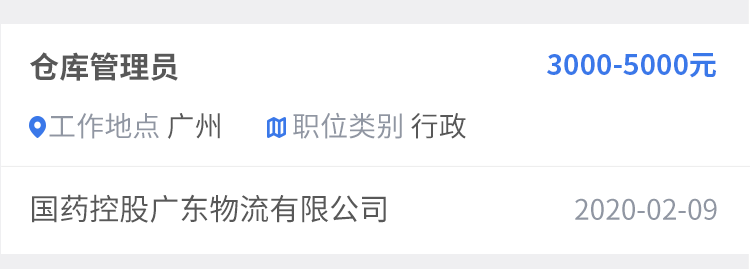 仓库管理员 3000-5000元
工作地点 广州 职位类别 行政
国药控股广东物流有限公司 2020-02-09